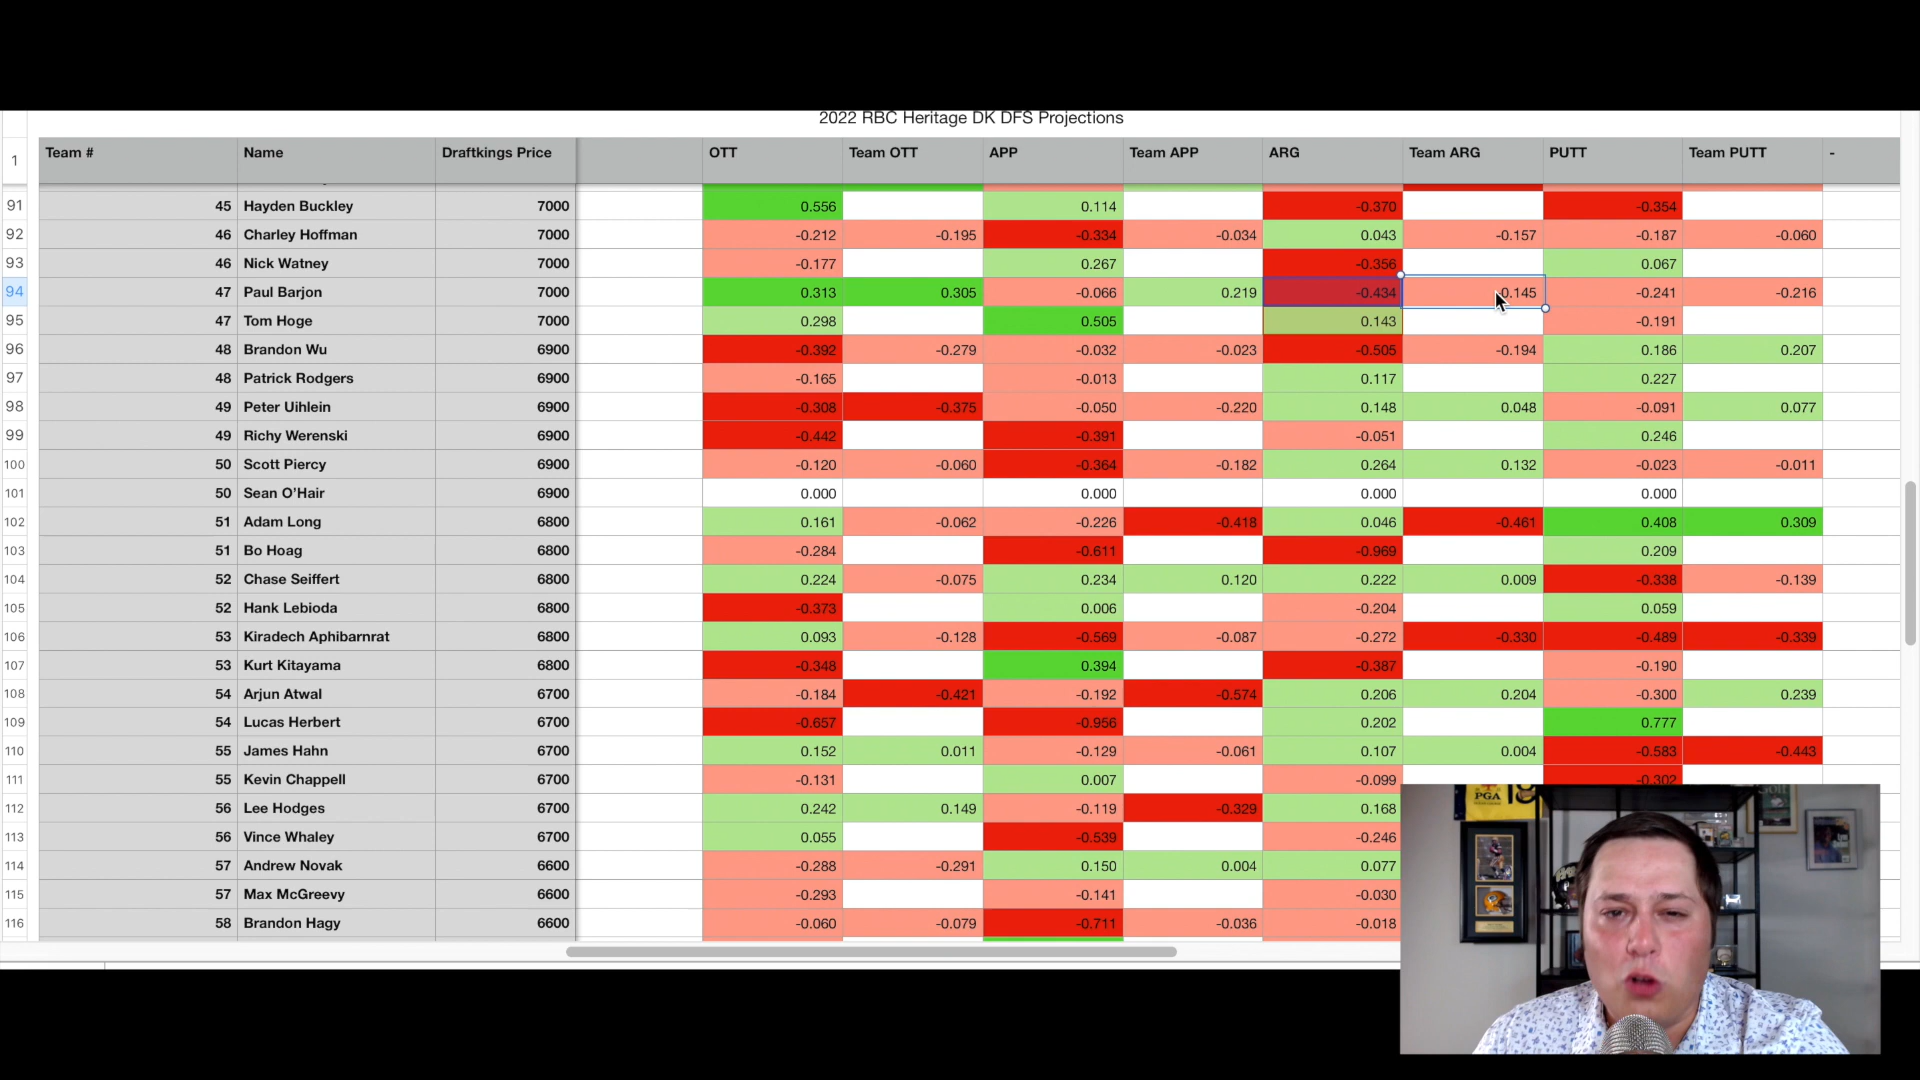 2022 RBC Heritage DK DFS Projections
1 Team # Name Draftkings Price OTT Team OTT APP Team APP ARG Team ARG PUTT Team PUTT -
91 45 Hayden Buckley 7000 0.556 0.114 -0.370 -0.354
92 46 Charley Hoffman 7000 -0.212 -0.195 -0.334 -0.034 0.043 -0.157 -0.187 -0.060
93 46 Nick Watney 7000 -0.177 0.267 -0.356 0.067
94 47 Paul Barjon 7000 0.313 0.305 -0.066 0.219 -0.434 -0.145 -0.241 -0.216
95 47 Tom Hoge 7000 0.298 0.505 0.143 -0.191
96 48 Brandon Wu 6900 -0.392 -0.279 -0.032 -0.023 -0.505 -0.194 0.186 0.207
97 48 Patrick Rodgers 6900 -0.165 -0.013 0.117 0.227
98 49 Peter Uihlein 6900 -0.308 -0.375 -0.050 -0.220 0.148 0.048 -0.091 0.077
99 49 Richy Werenski 6900 -0.442 -0.391 -0.051 0.246
100 50 Scott Piercy 6900 -0.120 -0.060 -0.364 -0.182 0.264 0.132 -0.023 -0.011
101 50 Sean O'Hair 6900 0.000 0.000 0.000 0.000
102 51 Adam Long 6800 0.161 -0.062 -0.226 -0.418 0.046 -0.461 0.408 0.309
103 51 Bo Hoag 6800 -0.284 -0.611 -0.969 0.209
104 52 Chase Seiffert 6800 0.224 -0.075 0.234 0.120 0.222 0.009 -0.338 -0.139
105 52 Hank Lebioda 6800 -0.373 0.006 -0.204 0.059
106 53 Kiradech Aphibarnrat 6800 0.093 -0.128 -0.569 -0.087 -0.272 -0.330 -0.489 -0.339
107 53 Kurt Kitayama 6800 -0.348 0.394 -0.387 -0.190
108 54 Arjun Atwal 6700 -0.184 -0.421 -0.192 -0.574 0.206 0.204 -0.300 0.239
109 54 Lucas Herbert 6700 -0.657 -0.956 0.202 0.777
110 55 James Hahn 6700 0.152 0.011 -0.129 -0.061 0.107 0.004 -0.583 -0.443
111 55 Kevin Chappell 6700 -0.131 0.007 -0.099 -0.302
112 56 Lee Hodges 6700 0.242 0.149 -0.119 -0.329 0.168
113 56 Vince Whaley 6700 0.055 -0.539 -0.246
114 57 Andrew Novak 6600 -0.288 -0.291 0.150 0.004 0.077
115 57 Max McGreevy 6600 -0.293 -0.141 -0.030
116 58 Brandon Hagy 6600 -0.060 -0.079 -0.711 -0.036 -0.018
PGA 18